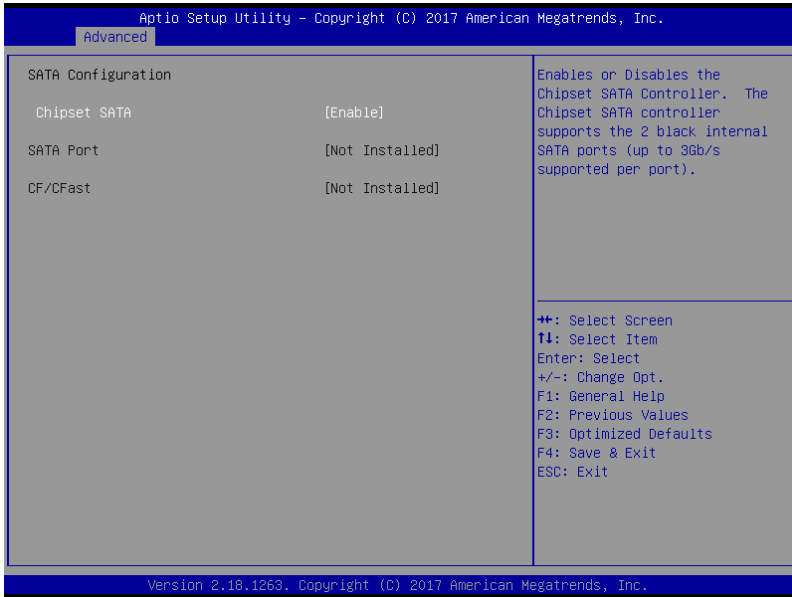 Aptio Setup Utility – Copyright (C) 2017 American Megatrends, Inc.
Advanced
SATA Configuration
Chipset SATA [Enable]
SATA Port [Not Installed]
CF/CFast [Not Installed]
Enables or Disables the
Chipset SATA Controller. The
Chipset SATA controller
supports the 2 black internal
SATA ports (up to 3Gb/s
supported per port).
→←: Select Screen
↑↓: Select Item
Enter: Select
+/-: Change Opt.
F1: General Help
F2: Previous Values
F3: Optimized Defaults
F4: Save & Exit
ESC: Exit
Version 2.18.1263. Copyright (C) 2017 American Megatrends, Inc.